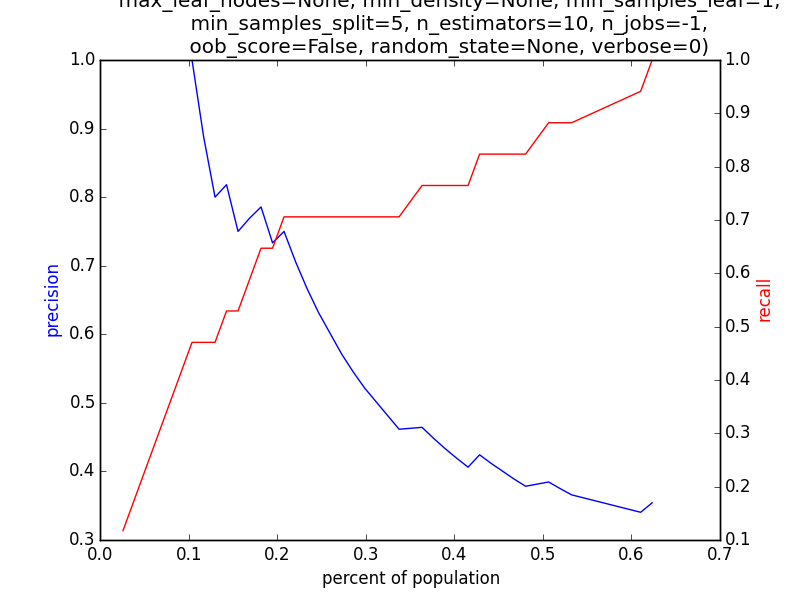 max_leaf_nodes=None, min_density=None, min_samples_leaf=1,
min_samples_split=5, n_estimators=10, n_jobs=-1,
oob_score=False, random_state=None, verbose=0)
1.0
0.9
0.8
0.7
0.6
0.5
0.4
0.3
precision
1.0
0.9
0.8
0.7
0.6
0.5
0.4
0.3
0.2
0.1
recall
0.0 0.1 0.2 0.3 0.4 0.5 0.6 0.7
percent of population